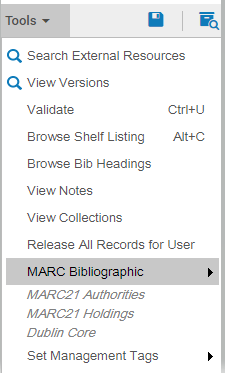 Tools
Search External Resources
View Versions
Validate Ctrl+U
Browse Shelf Listing Alt+C
Browse Bib Headings
View Notes
View Collections
Release All Records for User
MARC Bibliographic
MARC21 Authorities
MARC21 Holdings
Dublin Core
Set Management Tags